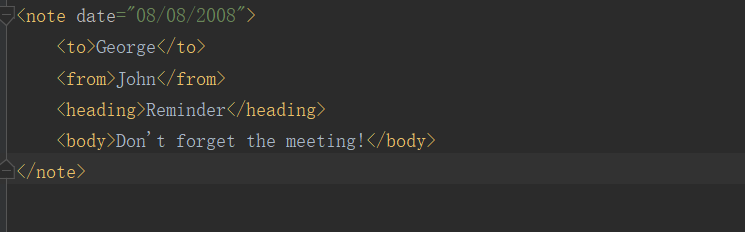 <note date="08/08/2008">
    <to>George</to>
    <from>John</from>
    <heading>Reminder</heading>
    <body>Don't forget the meeting!</body>
</note>